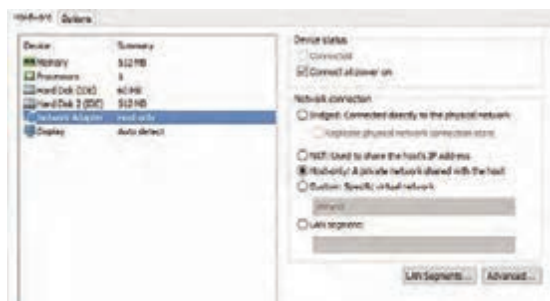 Hardware Options
Device Summary
Memory 512 MB
Processors 1
Hard Disk (IDE) 60 MB
Hard Disk 2 (IDE) 512 MB
Network Adapter Host-only
Display Auto detect
Device status
Connected
Connect at power on
Network connection
Bridged: Connected directly to the physical network
Replicate physical network connection state
NAT: Used to share the host's IP address
Host-only: A private network shared with the host
Custom: Specific virtual network
LAN segment:
LAN Segments... Advanced...